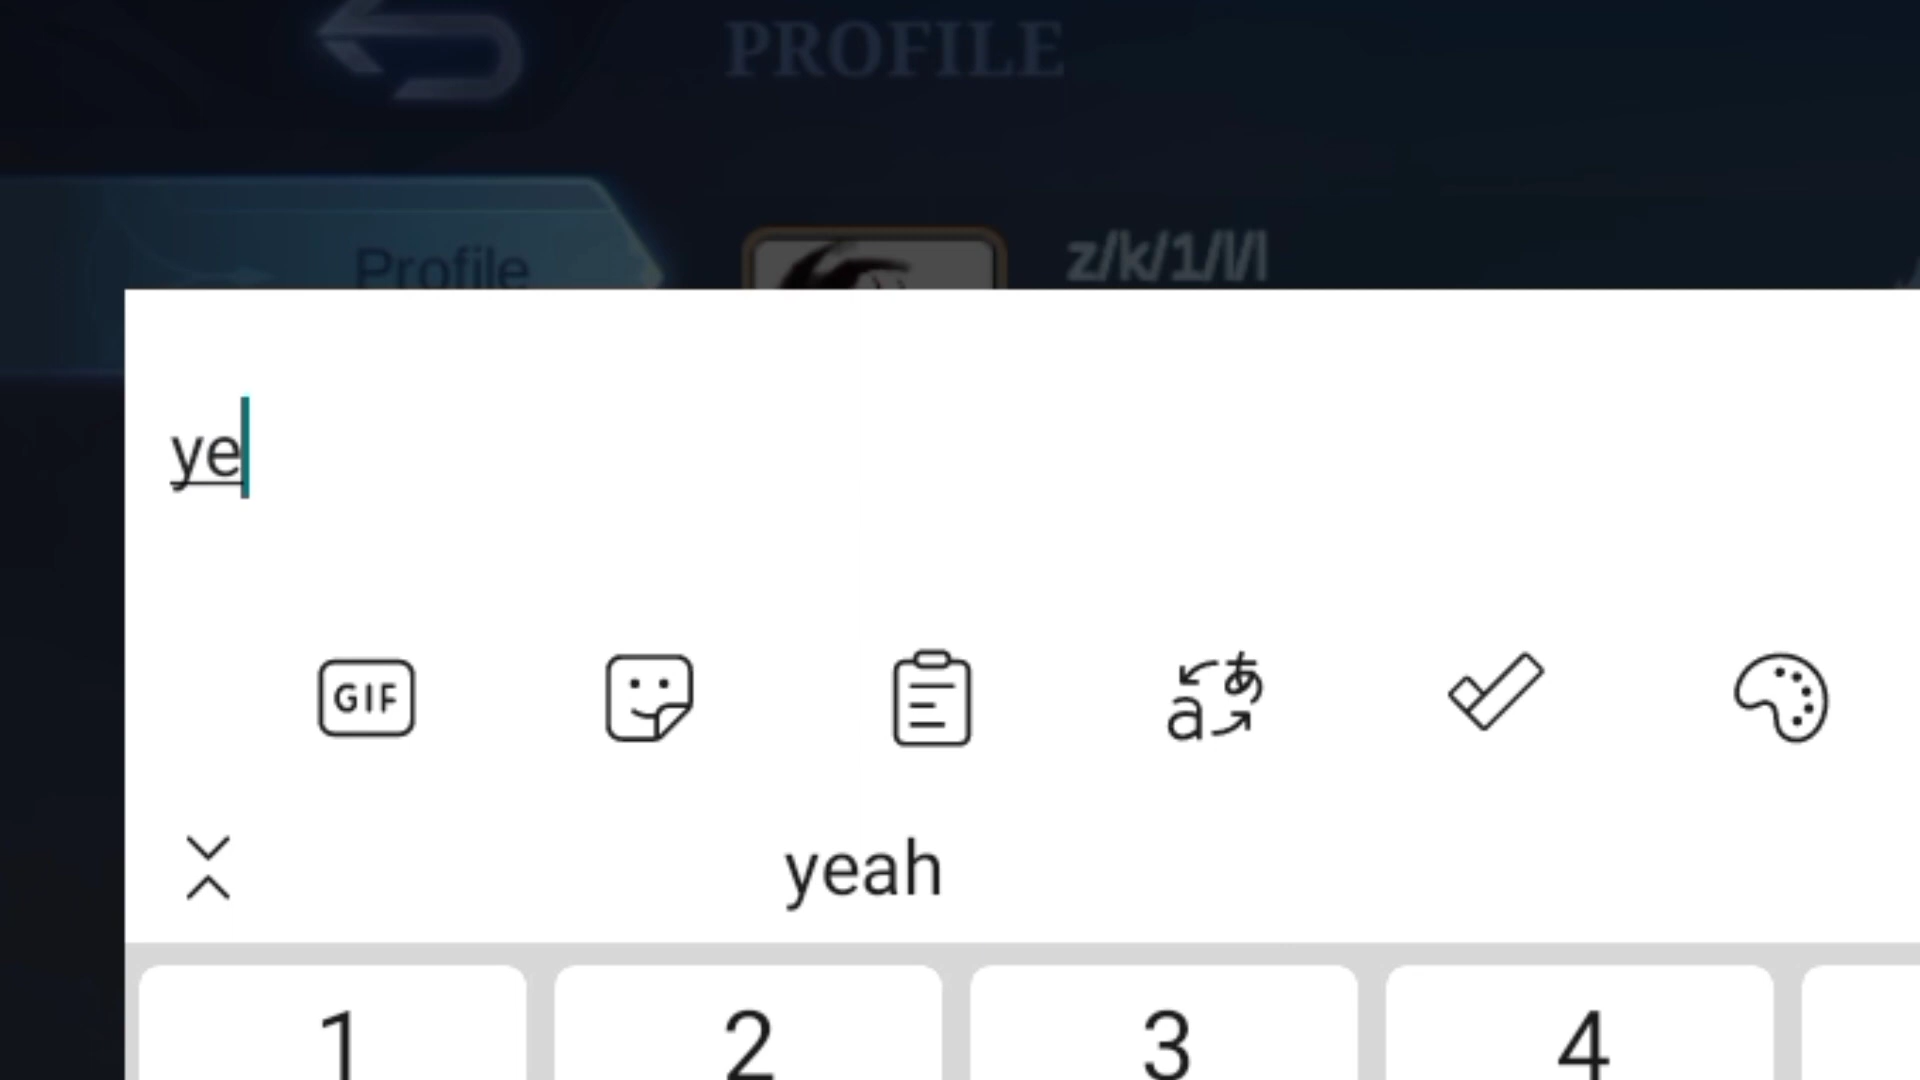 PROFILE
Profile
z/k/1/l/l
ye
GIF
a あ
yeah
1 2 3 4